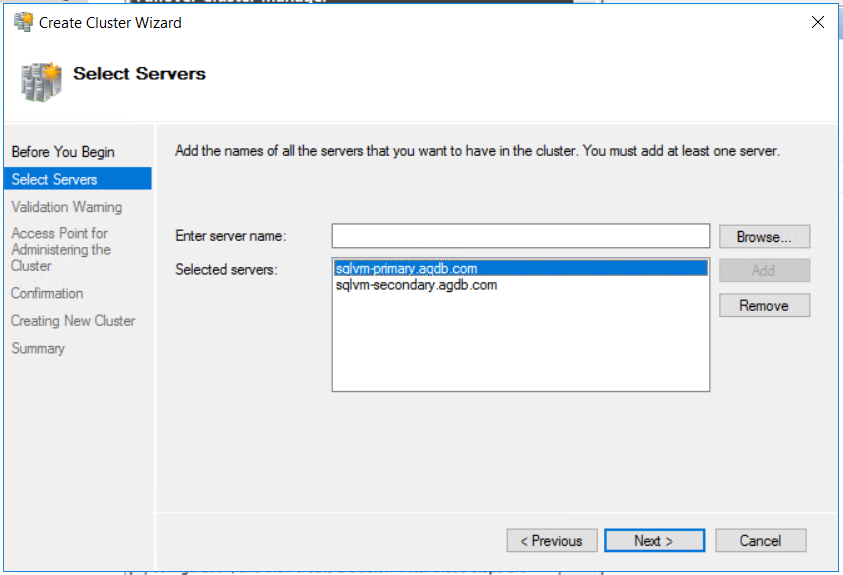 Create Cluster Wizard
Select Servers
Before You Begin
Select Servers
Validation Warning
Access Point for
Administering the
Cluster
Confirmation
Creating New Cluster
Summary
Add the names of all the servers that you want to have in the cluster. You must add at least one server.
Enter server name:
Browse...
Selected servers:
sqlvm-primary.agdb.com
sqlvm-secondary.agdb.com
Add
Remove
< Previous
Next >
Cancel